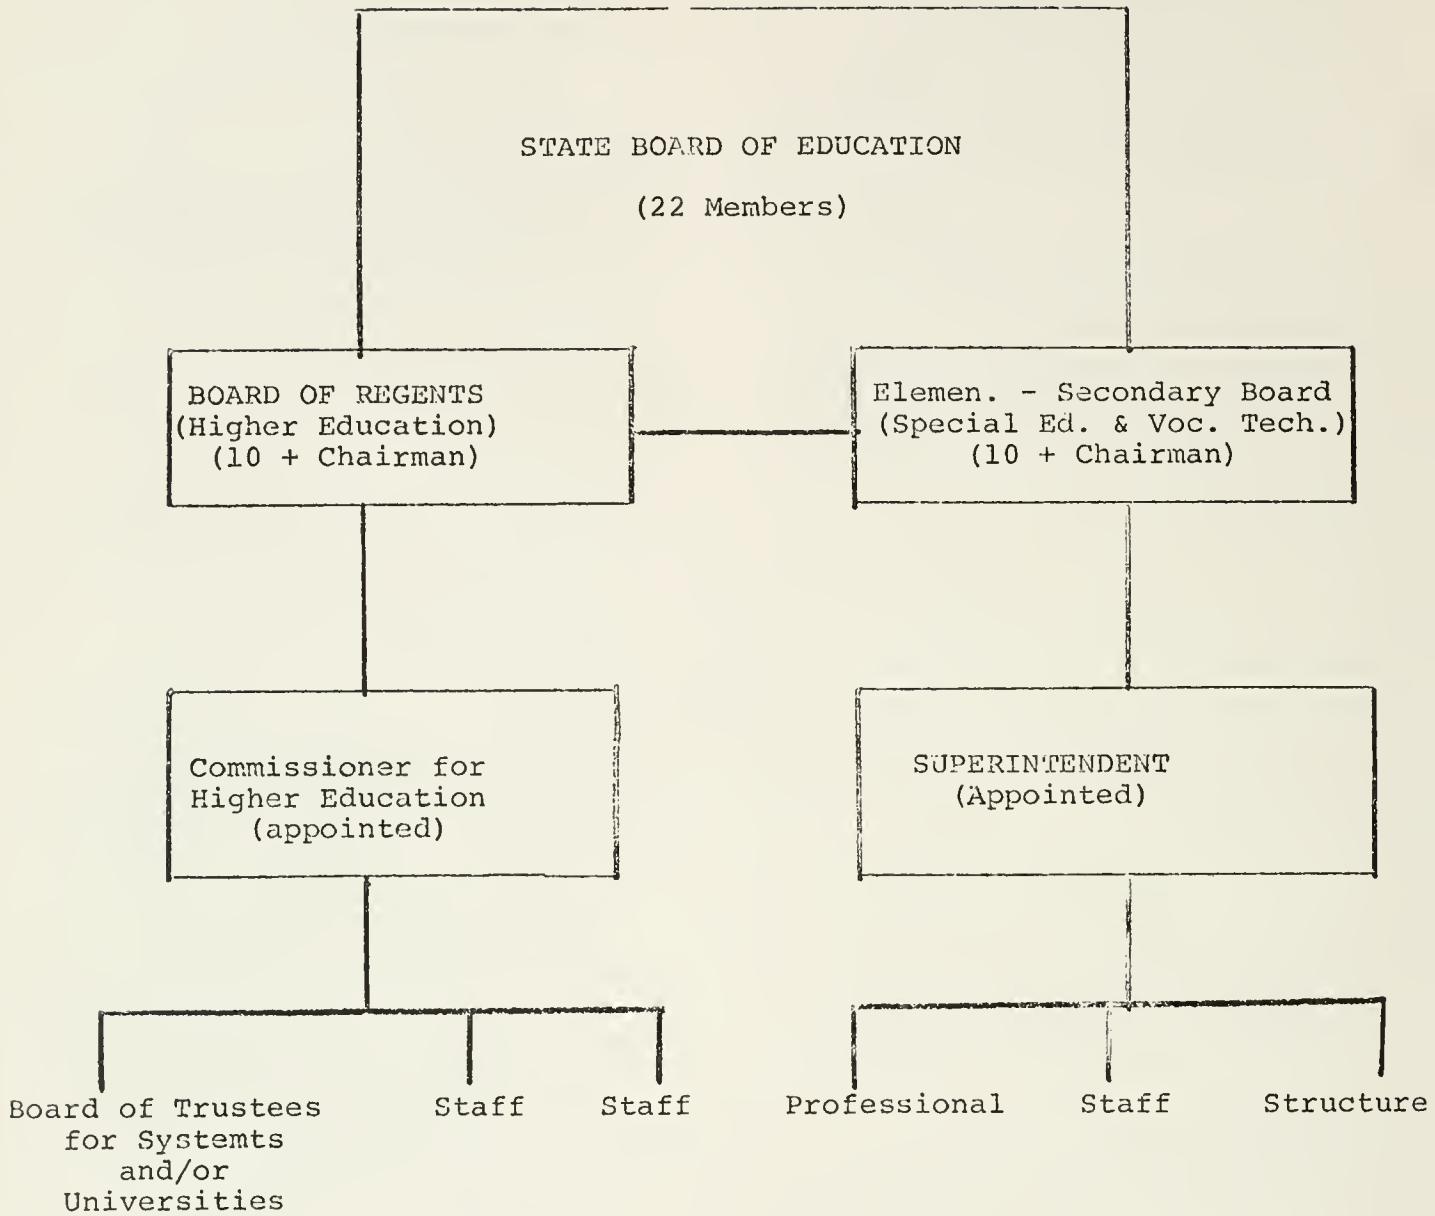 STATE BOARD OF EDUCATION
(22 Members)
BOARD OF REGENTS
(Higher Education)
(10 + Chairman)
Elemen. - Secondary Board
(Special Ed. & Voc. Tech.)
(10 + Chairman)
Commissioner for
Higher Education
(appointed)
SUPERINTENDENT
(Appointed)
Board of Trustees
for Systemts
and/or
Universities
Staff
Staff
Professional
Staff
Structure